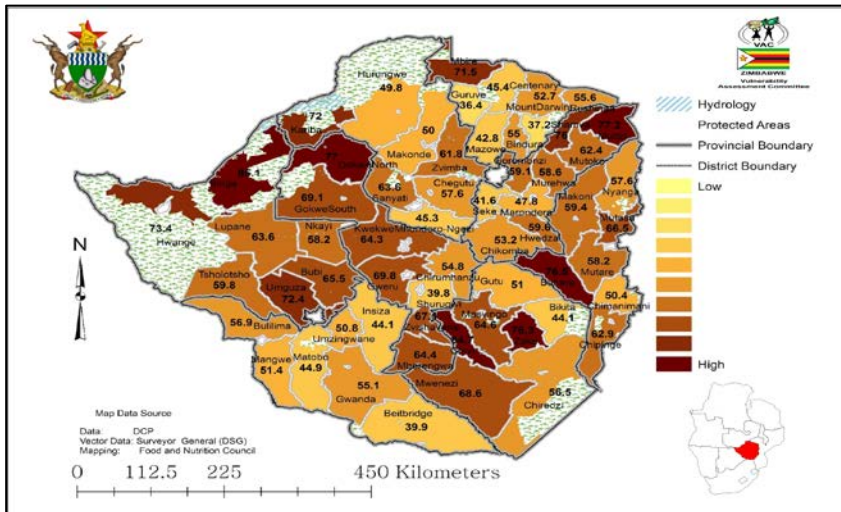 VAC
ZIMBABWE
Vulnerability
Assessment Committee
Hydrology
Protected Areas
Provincial Boundary
District Boundary
Low
High
Mbire
71.5
Hurungwe
49.8
45.4
Centenary
52.7
Guruve
36.4
MountDarwin
55.6
Rushinga
72
Kariba
50
42.8
Mazowe
55
Bindura
37.2
77.3
62.4
Mutoko
Makonde
61.8
Zvimba
Goromonzi
59.1
58.6
Murehwa
57.6
Nyanga
69.1
GokweSouth
63.6
Sanyati
Chegutu
57.6
41.6
Seke
47.8
Marondera
Makoni
59.4
Mutasa
66.5
73.4
Hwange
Lupane
63.6
Nkayi
58.2
45.3
Kwekwe
Mhondoro-Ngezi
64.3
59.6
Hwedza
53.2
Chikomba
58.2
Mutare
Tsholotsho
59.8
Bubi
65.5
Umguza
72.4
69.8
Gweru
54.8
Chirumhanzu
39.8
Shurugwi
Gutu
51
50.4
Chimanimani
Bikita
44.1
56.9
Bulilima
Insiza
44.1
50.8
Umzingwane
Masvingo
64.6
62.9
Chipinge
Mangwe
51.4
Matobo
44.9
64.4
Mberengwa
Mwenezi
68.6
56.5
Chiredzi
55.1
Gwanda
Beitbridge
39.9
N
Map Data Source
Data: DCP
Vector Data: Surveyor General (DSG)
Mapping: Food and Nutrition Council
0 112.5 225 450 Kilometers